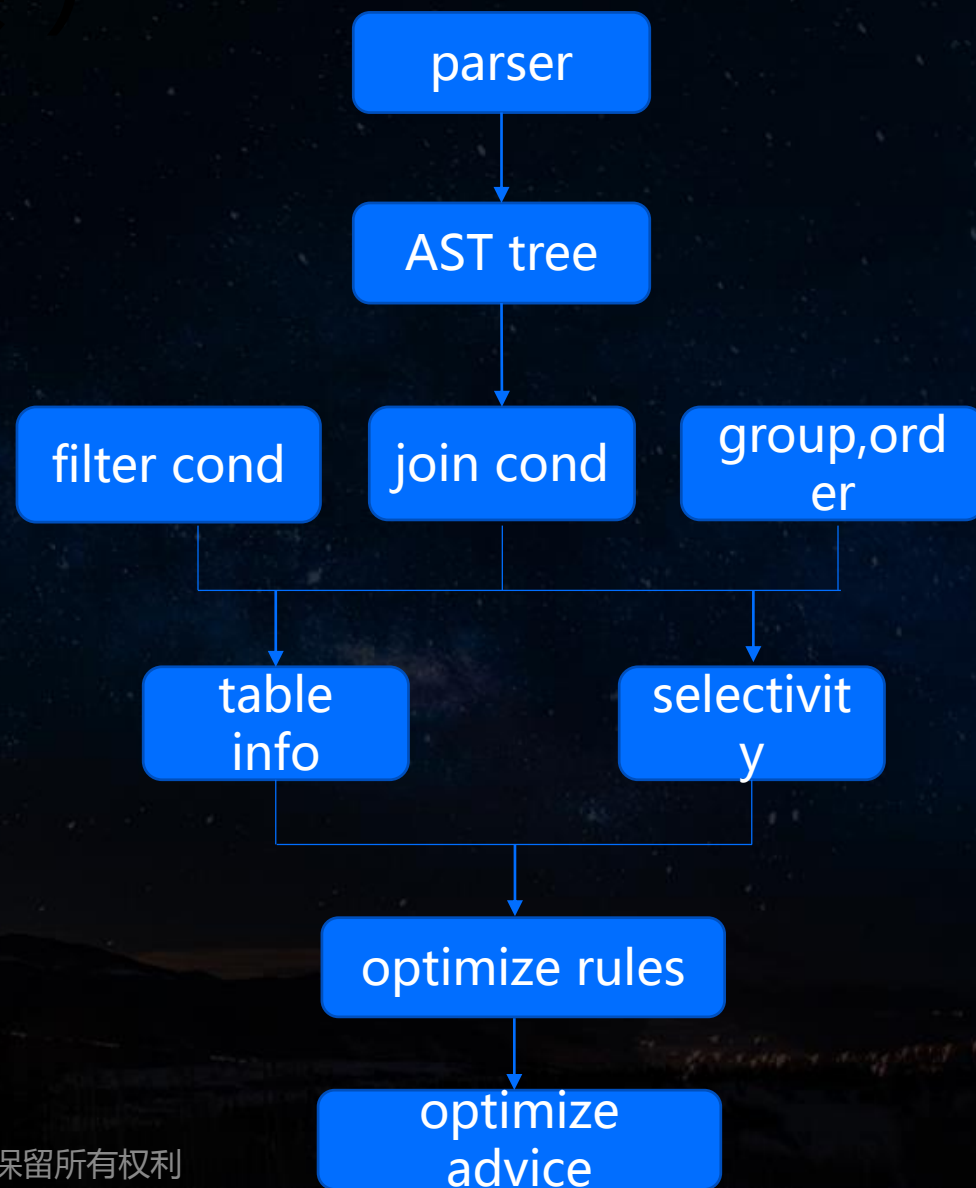 parser
AST tree
filter cond
join cond
group,ord
er
table
info
selectivit
y
optimize rules
optimize
advice
保留所有权利